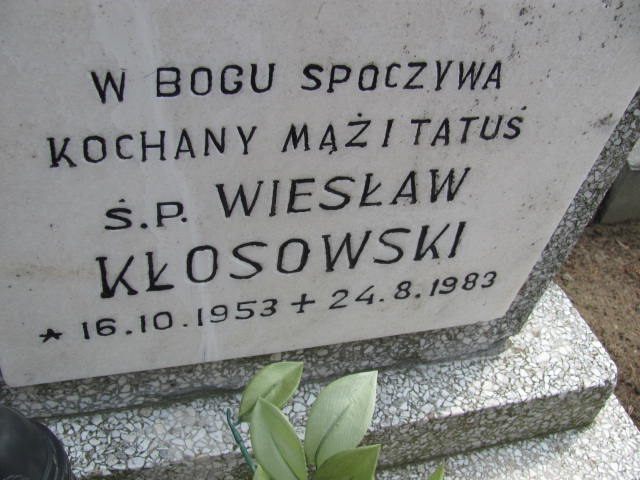 W BOGU SPOCZYWA
KOCHANY MĄŻ I TATUŚ
Ś.P. WIESŁAW
KŁOSOWSKI
* 16.10.1953 + 24.8.1983